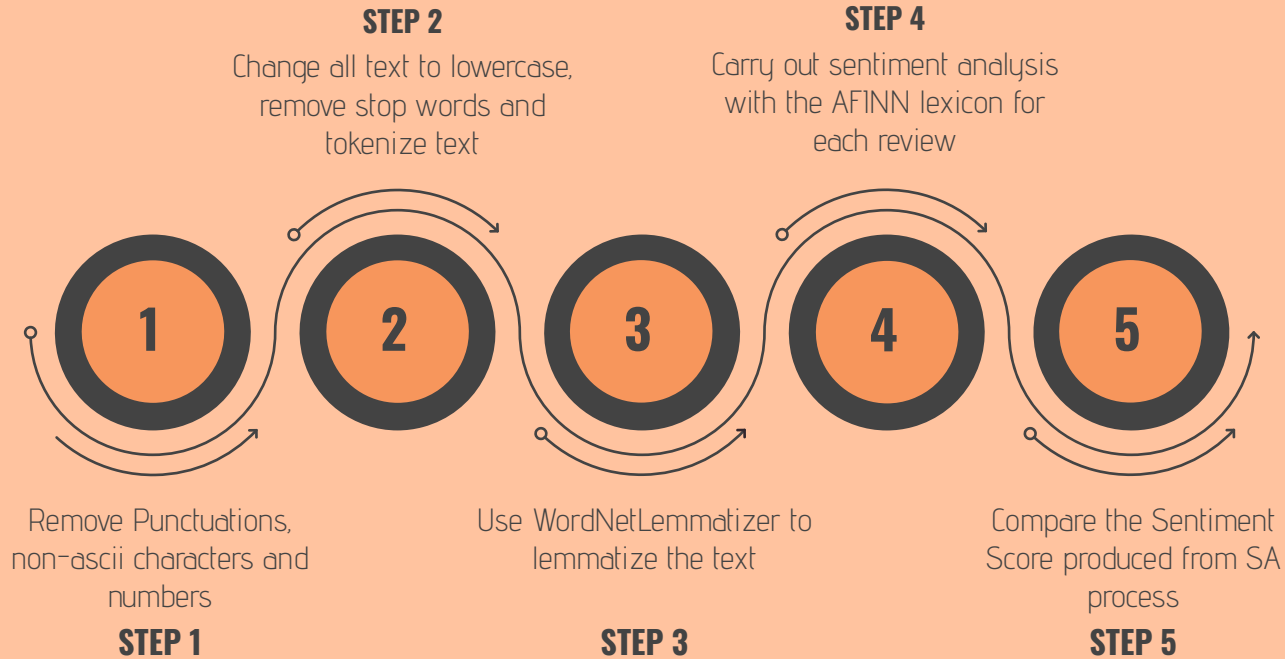 STEP 2
Change all text to lowercase,
remove stop words and
tokenize text
STEP 4
Carry out sentiment analysis
with the AFINN lexicon for
each review
1
2
3
4
5
Remove Punctuations,
non-ascii characters and
numbers
STEP 1
Use WordNetLemmatizer to
lemmatize the text
STEP 3
Compare the Sentiment
Score produced from SA
process
STEP 5